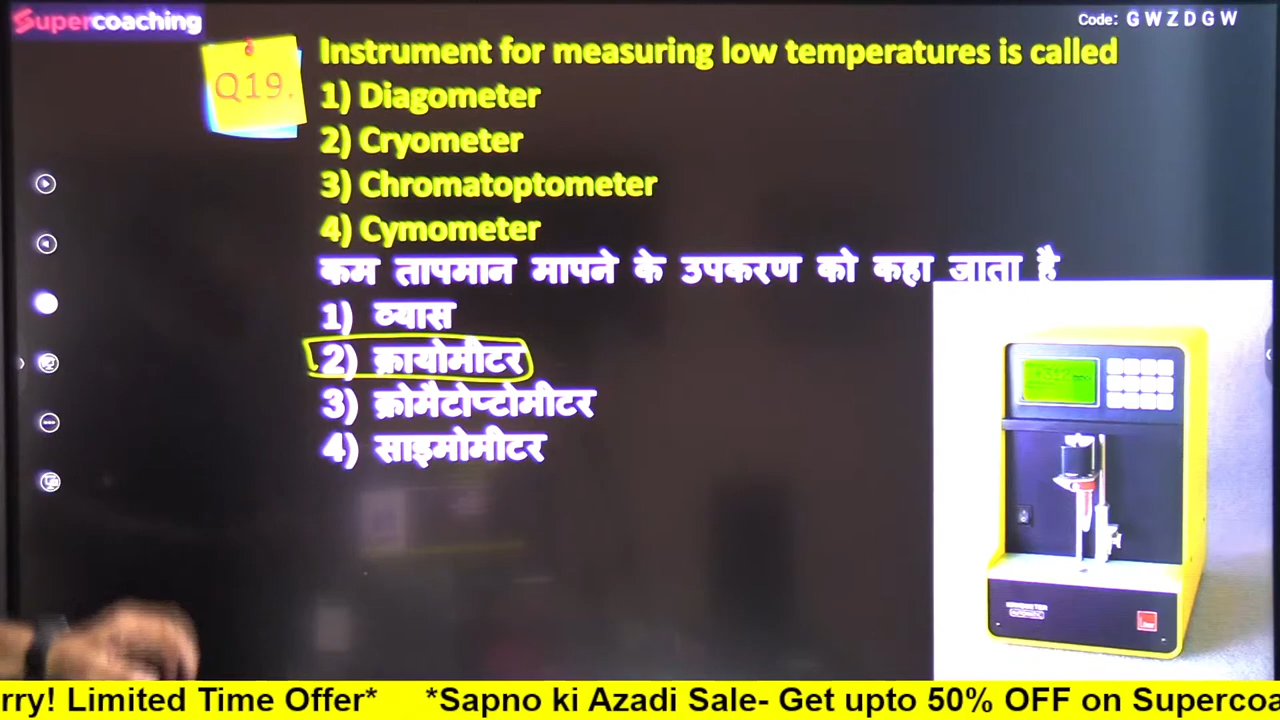 Supercoaching
Code: G W Z D G W
Q19.
Instrument for measuring low temperatures is called
1) Diagometer
2) Cryometer
3) Chromatoptometer
4) Cymometer
कम तापमान मापने के उपकरण को कहा जाता है
1) व्यास
2) क्रायोमीटर
3) क्रोमैटोप्टोमीटर
4) साइमोमीटर
rry! Limited Time Offer* *Sapno ki Azadi Sale- Get upto 50% OFF on Supercoa